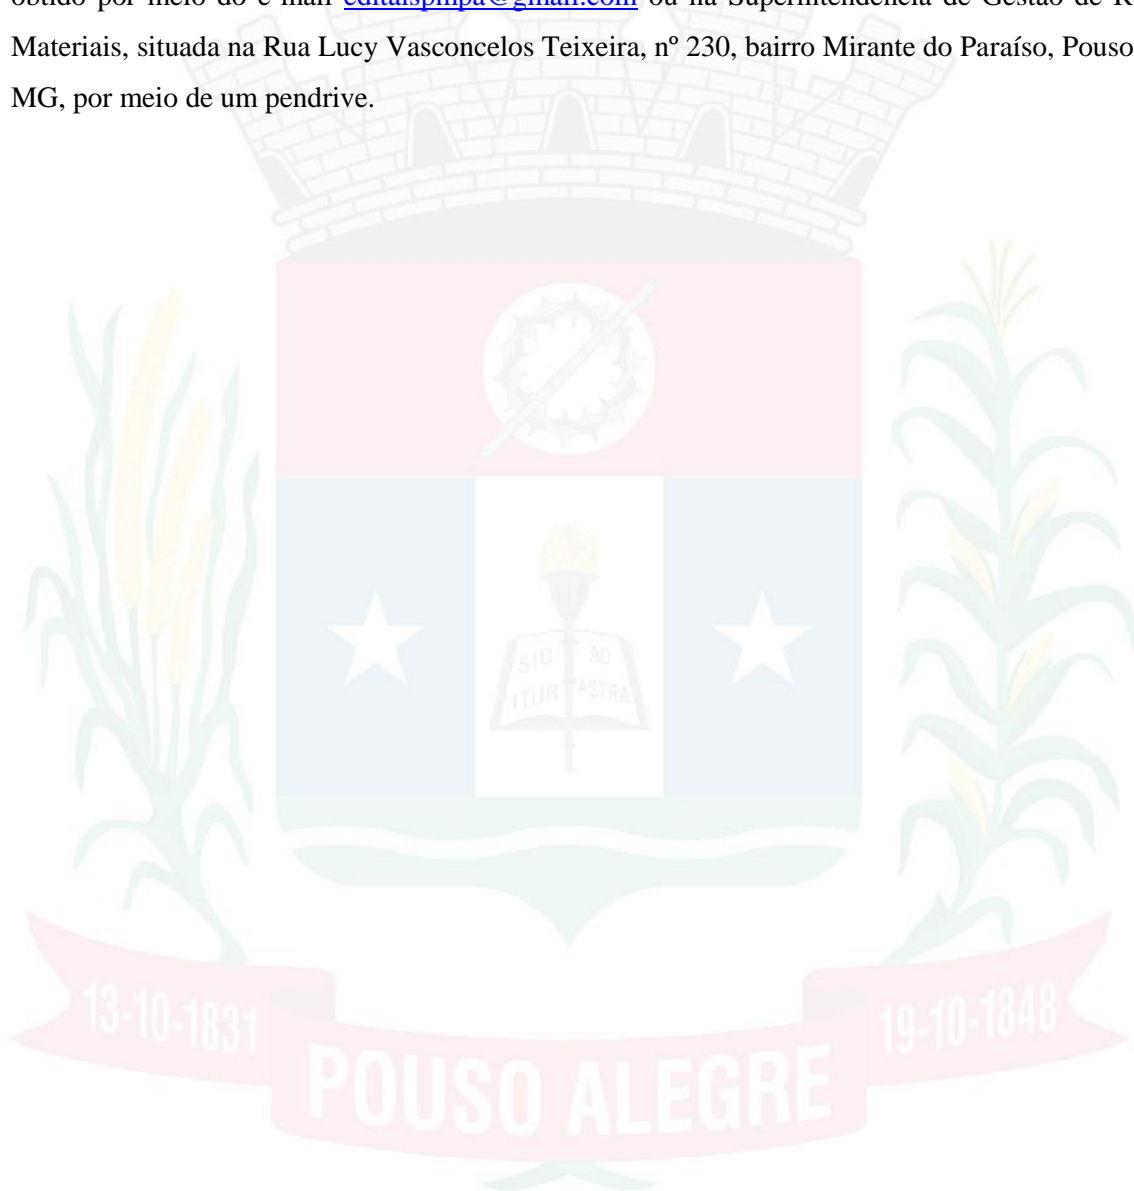 obtido por meio do e-mail editaispmpa@gmail.com ou na Superintendência de Gestão de R
Materiais, situada na Rua Lucy Vasconcelos Teixeira, nº 230, bairro Mirante do Paraíso, Pouso
MG, por meio de um pendrive.
SIC AD
ITUR ASTRA
13-10-1831
19-10-1848
POUSO ALEGRE